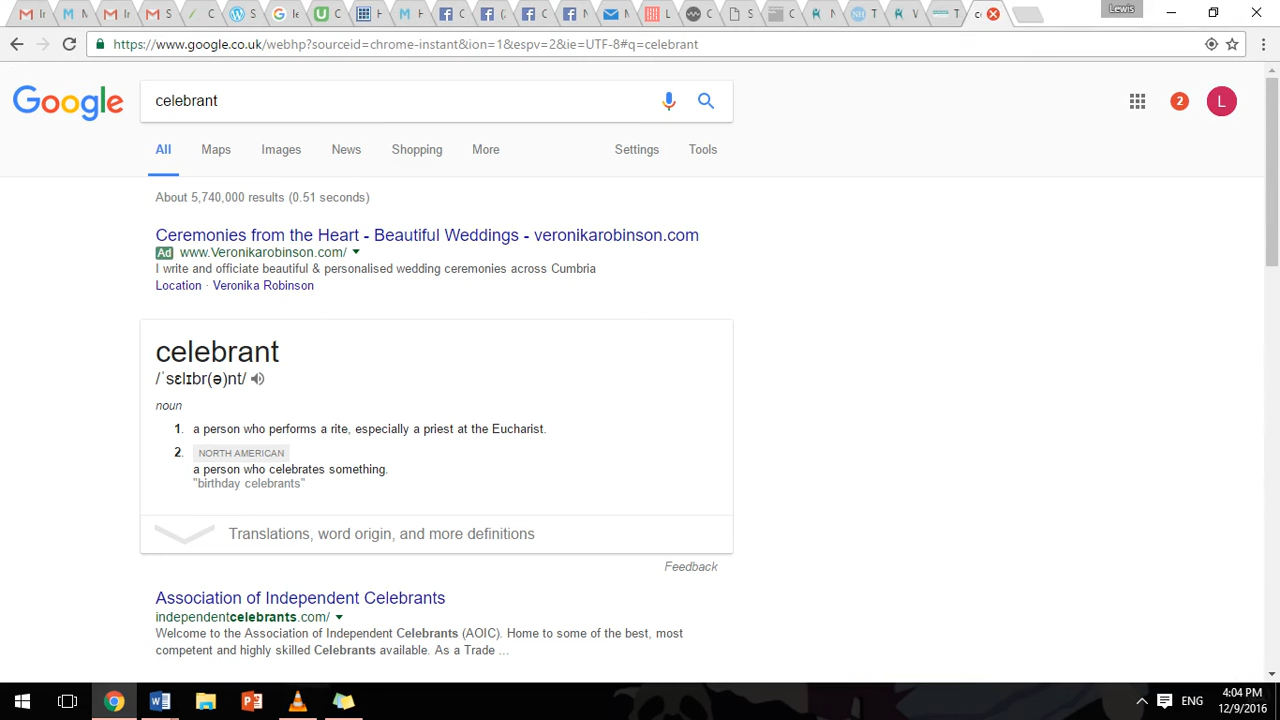 Lewis
https://www.google.co.uk/webhp?sourceid=chrome-instant&ion=1&espv=2&ie=UTF-8#q=celebrant
Google
celebrant
2
L
All Maps Images News Shopping More Settings Tools
About 5,740,000 results (0.51 seconds)
Ceremonies from the Heart - Beautiful Weddings - veronikarobinson.com
Ad www.Veronikarobinson.com/
I write and officiate beautiful & personalised wedding ceremonies across Cumbria
Location · Veronika Robinson
celebrant
/ˈsɛlɪbr(ə)nt/
noun
1. a person who performs a rite, especially a priest at the Eucharist.
2. NORTH AMERICAN
a person who celebrates something.
"birthday celebrants"
Translations, word origin, and more definitions
Feedback
Association of Independent Celebrants
independentcelebrants.com/
Welcome to the Association of Independent Celebrants (AOIC). Home to some of the best, most
competent and highly skilled Celebrants available. As a Trade ...
ENG
4:04 PM
12/9/2016